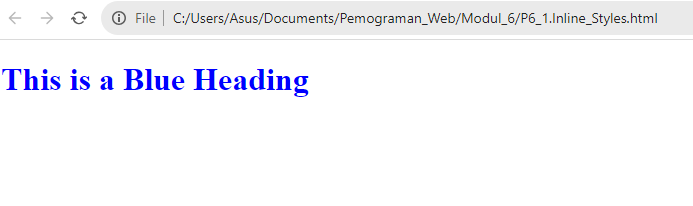 File C:/Users/Asus/Documents/Pemograman_Web/Modul_6/P6_1.Inline_Styles.html
This is a Blue Heading